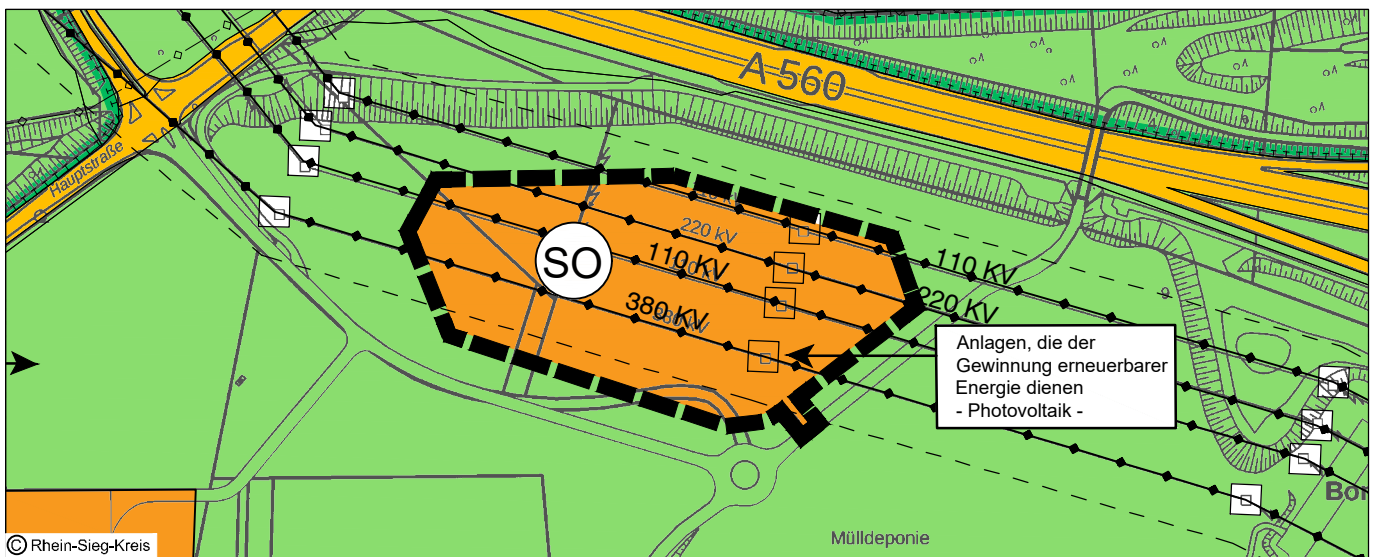 A 560
Hauptstraße
220 kV
SO
110 KV
110 KV
380 KV
220 KV
Anlagen, die der
Gewinnung erneuerbarer
Energie dienen
- Photovoltaik -
Mülldeponie
© Rhein-Sieg-Kreis